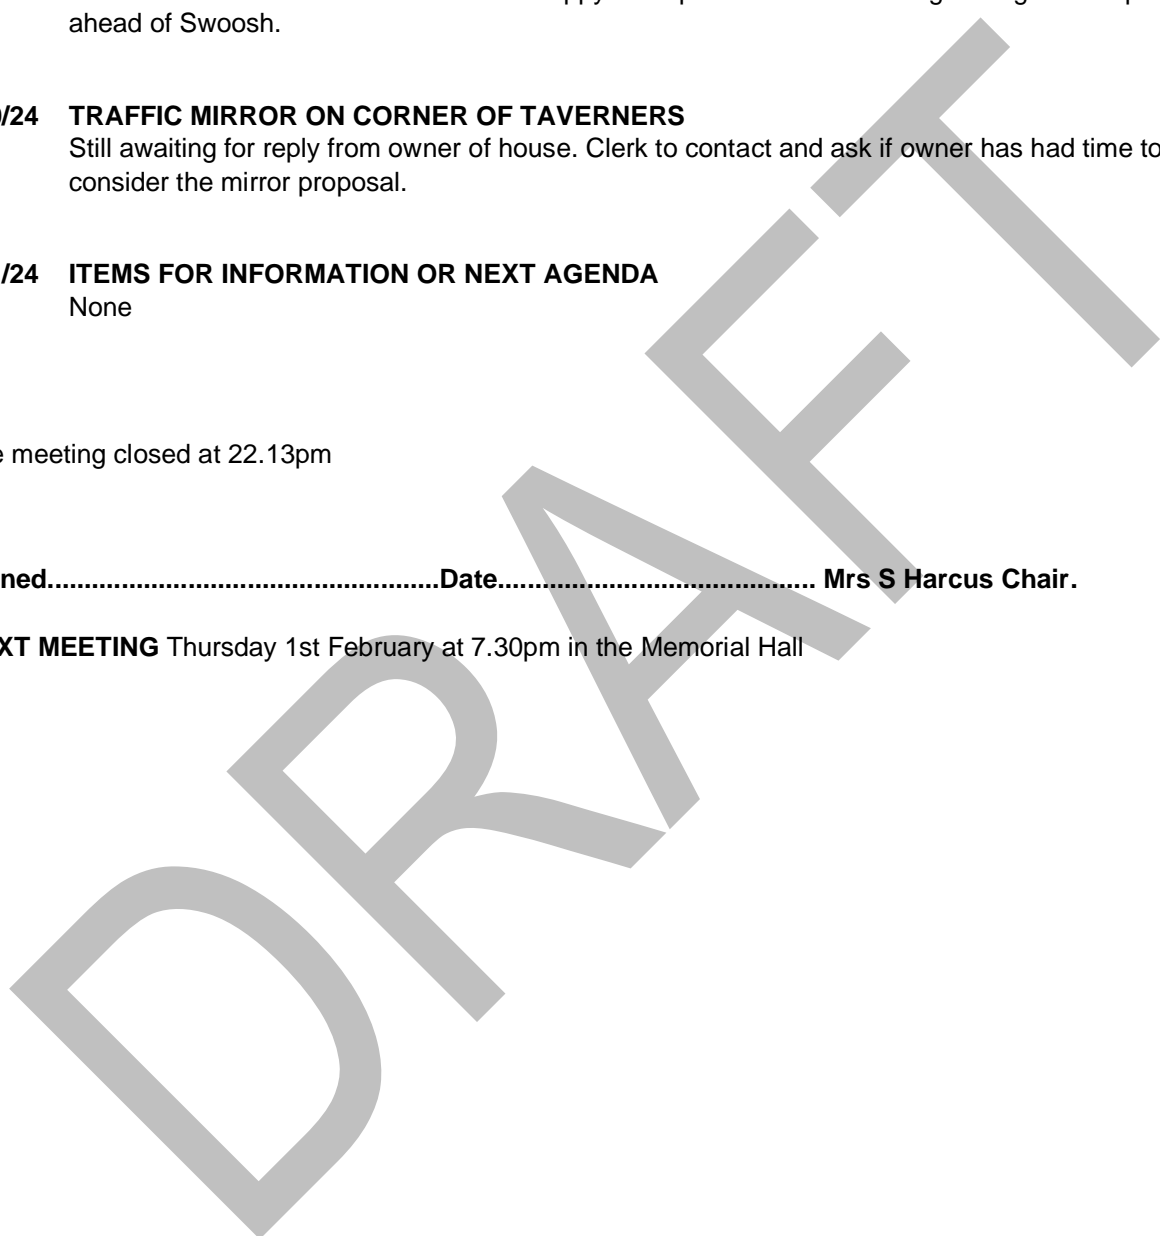 ahead of Swoosh.
/24 TRAFFIC MIRROR ON CORNER OF TAVERNERS
Still awaiting for reply from owner of house. Clerk to contact and ask if owner has had time to
consider the mirror proposal.
/24 ITEMS FOR INFORMATION OR NEXT AGENDA
None
meeting closed at 22.13pm
ned.....................................................Date........................................... Mrs S Harcus Chair.
XT MEETING Thursday 1st February at 7.30pm in the Memorial Hall
DRAFT